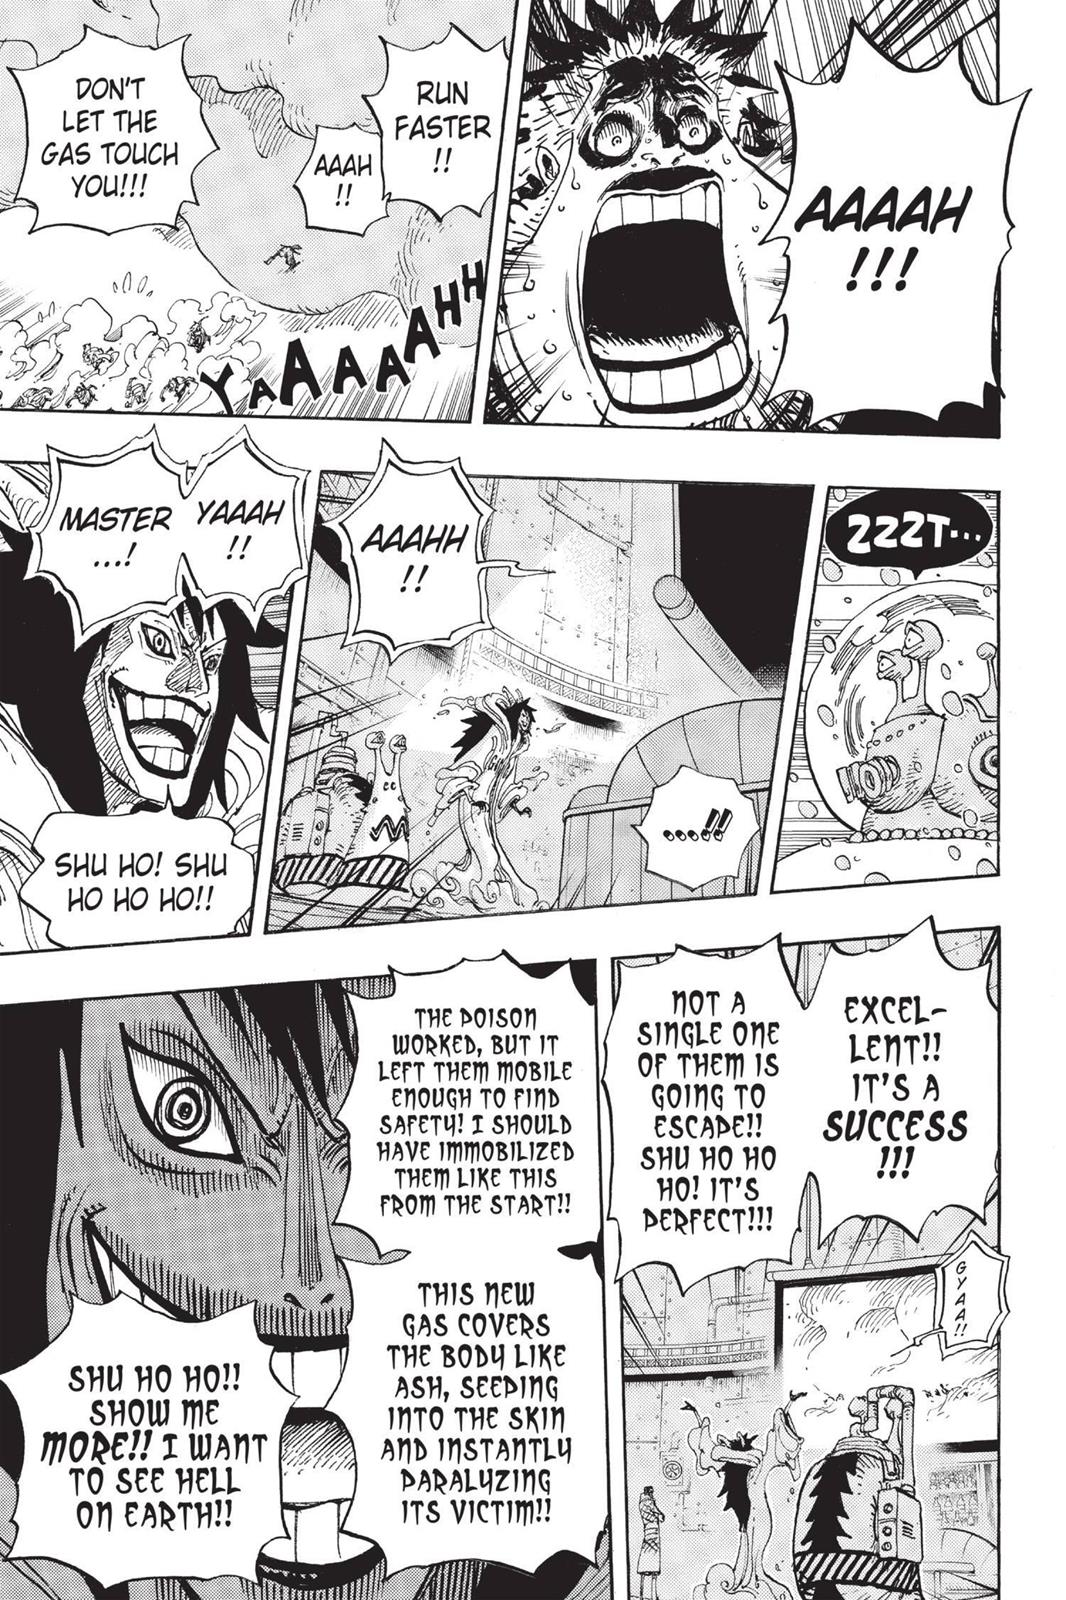 AAAAH
!!!
RUN
FASTER
!!
AAAH
!!
DON'T
LET THE
GAS TOUCH
YOU!!!
YAAAAAAHH
ZZZT...
AAAHH
!!
...!!
YAAAH
!!
MASTER
...!
SHU HO! SHU
HO HO HO!!
EXCEL-
LENT!!
IT'S A
SUCCESS
!!!
NOT A
SINGLE ONE
OF THEM IS
GOING TO
ESCAPE!!
SHU HO HO
HO! IT'S
PERFECT!!!
GYAA!!
THE POISON
WORKED, BUT IT
LEFT THEM MOBILE
ENOUGH TO FIND
SAFETY! I SHOULD
HAVE IMMOBILIZED
THEM LIKE THIS
FROM THE START!!
THIS NEW
GAS COVERS
THE BODY LIKE
ASH, SEEPING
INTO THE SKIN
AND INSTANTLY
PARALYZING
ITS VICTIM!!
SHU HO HO!!
SHOW ME
MORE!! I WANT
TO SEE HELL
ON EARTH!!